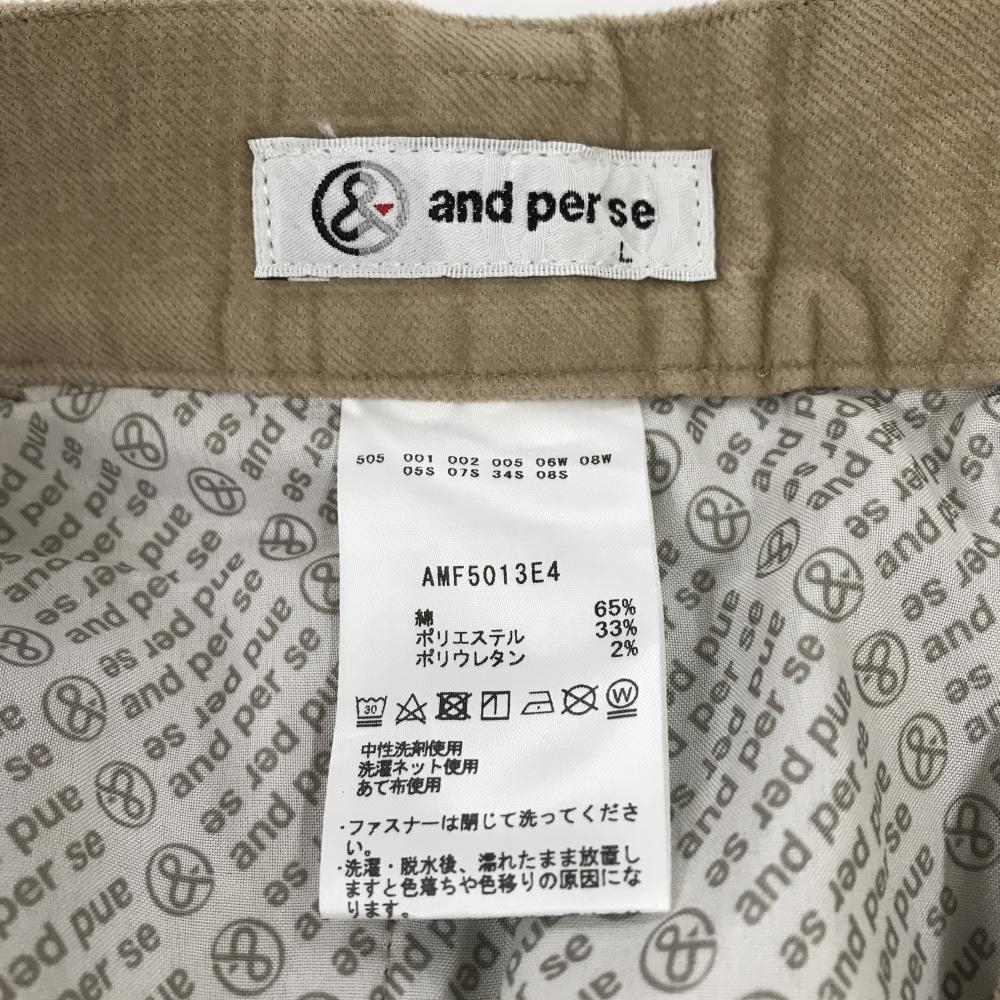 and per se
L
505 001 002 005 06W 08W
05S 07S 34S 08S
AMF5013E4
綿 65%
ポリエステル 33%
ポリウレタン 2%
30 W
中性洗剤使用
洗濯ネット使用
あて布使用
・ファスナーは閉じて洗ってくださ
い。
・洗濯・脱水後、濡れたまま放置し
ますと色落ちや色移りの原因にな
ります。